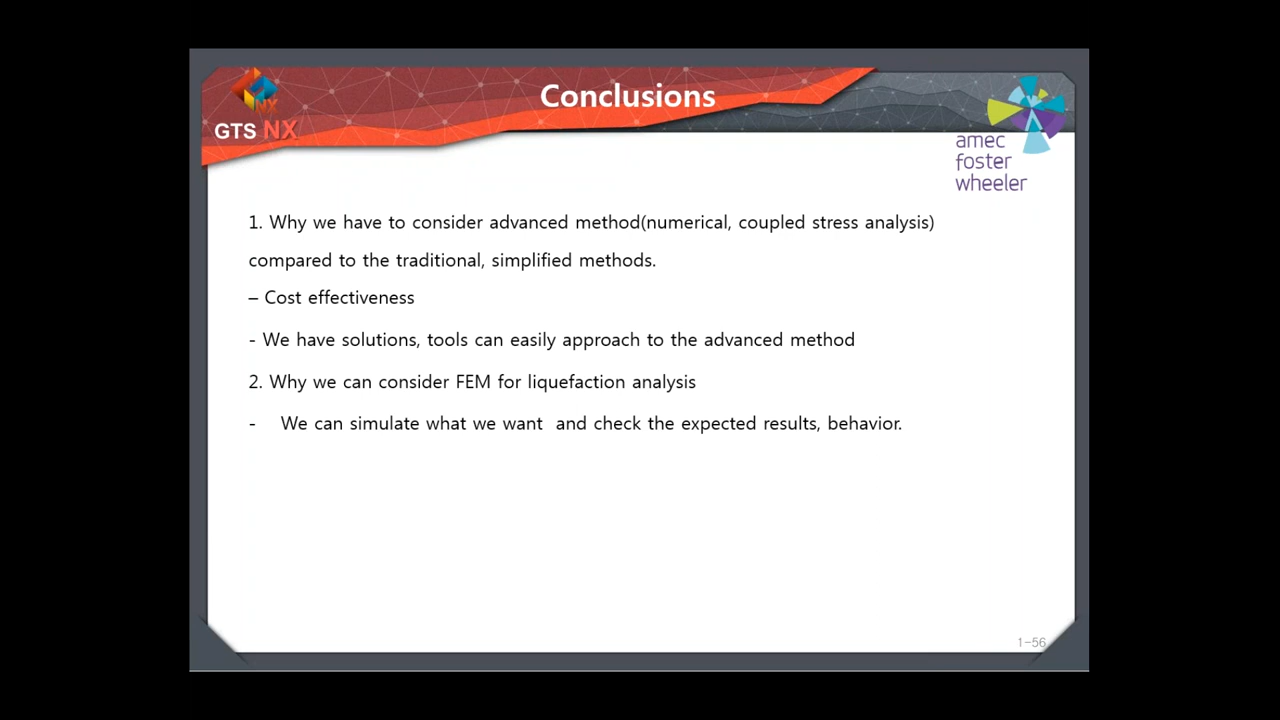 Conclusions
NX
GTS NX
amec
foster
wheeler
1. Why we have to consider advanced method(numerical, coupled stress analysis)
compared to the traditional, simplified methods.
– Cost effectiveness
- We have solutions, tools can easily approach to the advanced method
2. Why we can consider FEM for liquefaction analysis
- We can simulate what we want  and check the expected results, behavior.
1-56